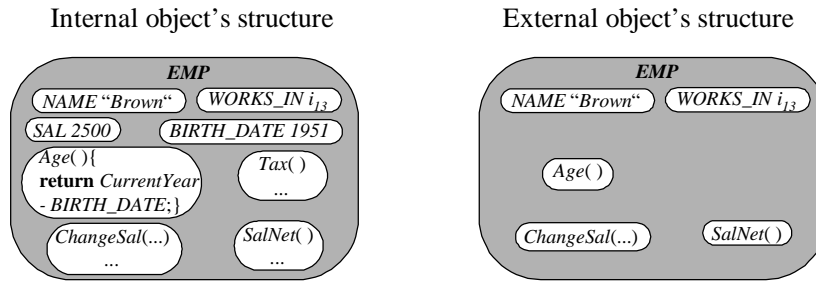 Internal object’s structure
EMP
NAME “Brown“ WORKS_IN i13
SAL 2500 BIRTH_DATE 1951
Age( ){
return CurrentYear
- BIRTH_DATE;}
Tax( )
...
ChangeSal(...)
...
SalNet( )
...
External object’s structure
EMP
NAME “Brown“ WORKS_IN i13
Age( )
ChangeSal(...) SalNet( )